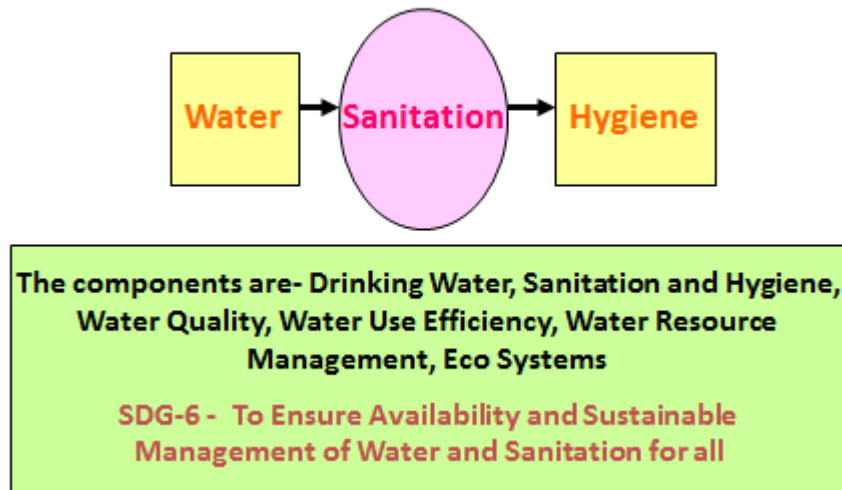 Water
Sanitation
Hygiene
The components are- Drinking Water, Sanitation and Hygiene,
Water Quality, Water Use Efficiency, Water Resource
Management, Eco Systems
SDG-6 - To Ensure Availability and Sustainable
Management of Water and Sanitation for all